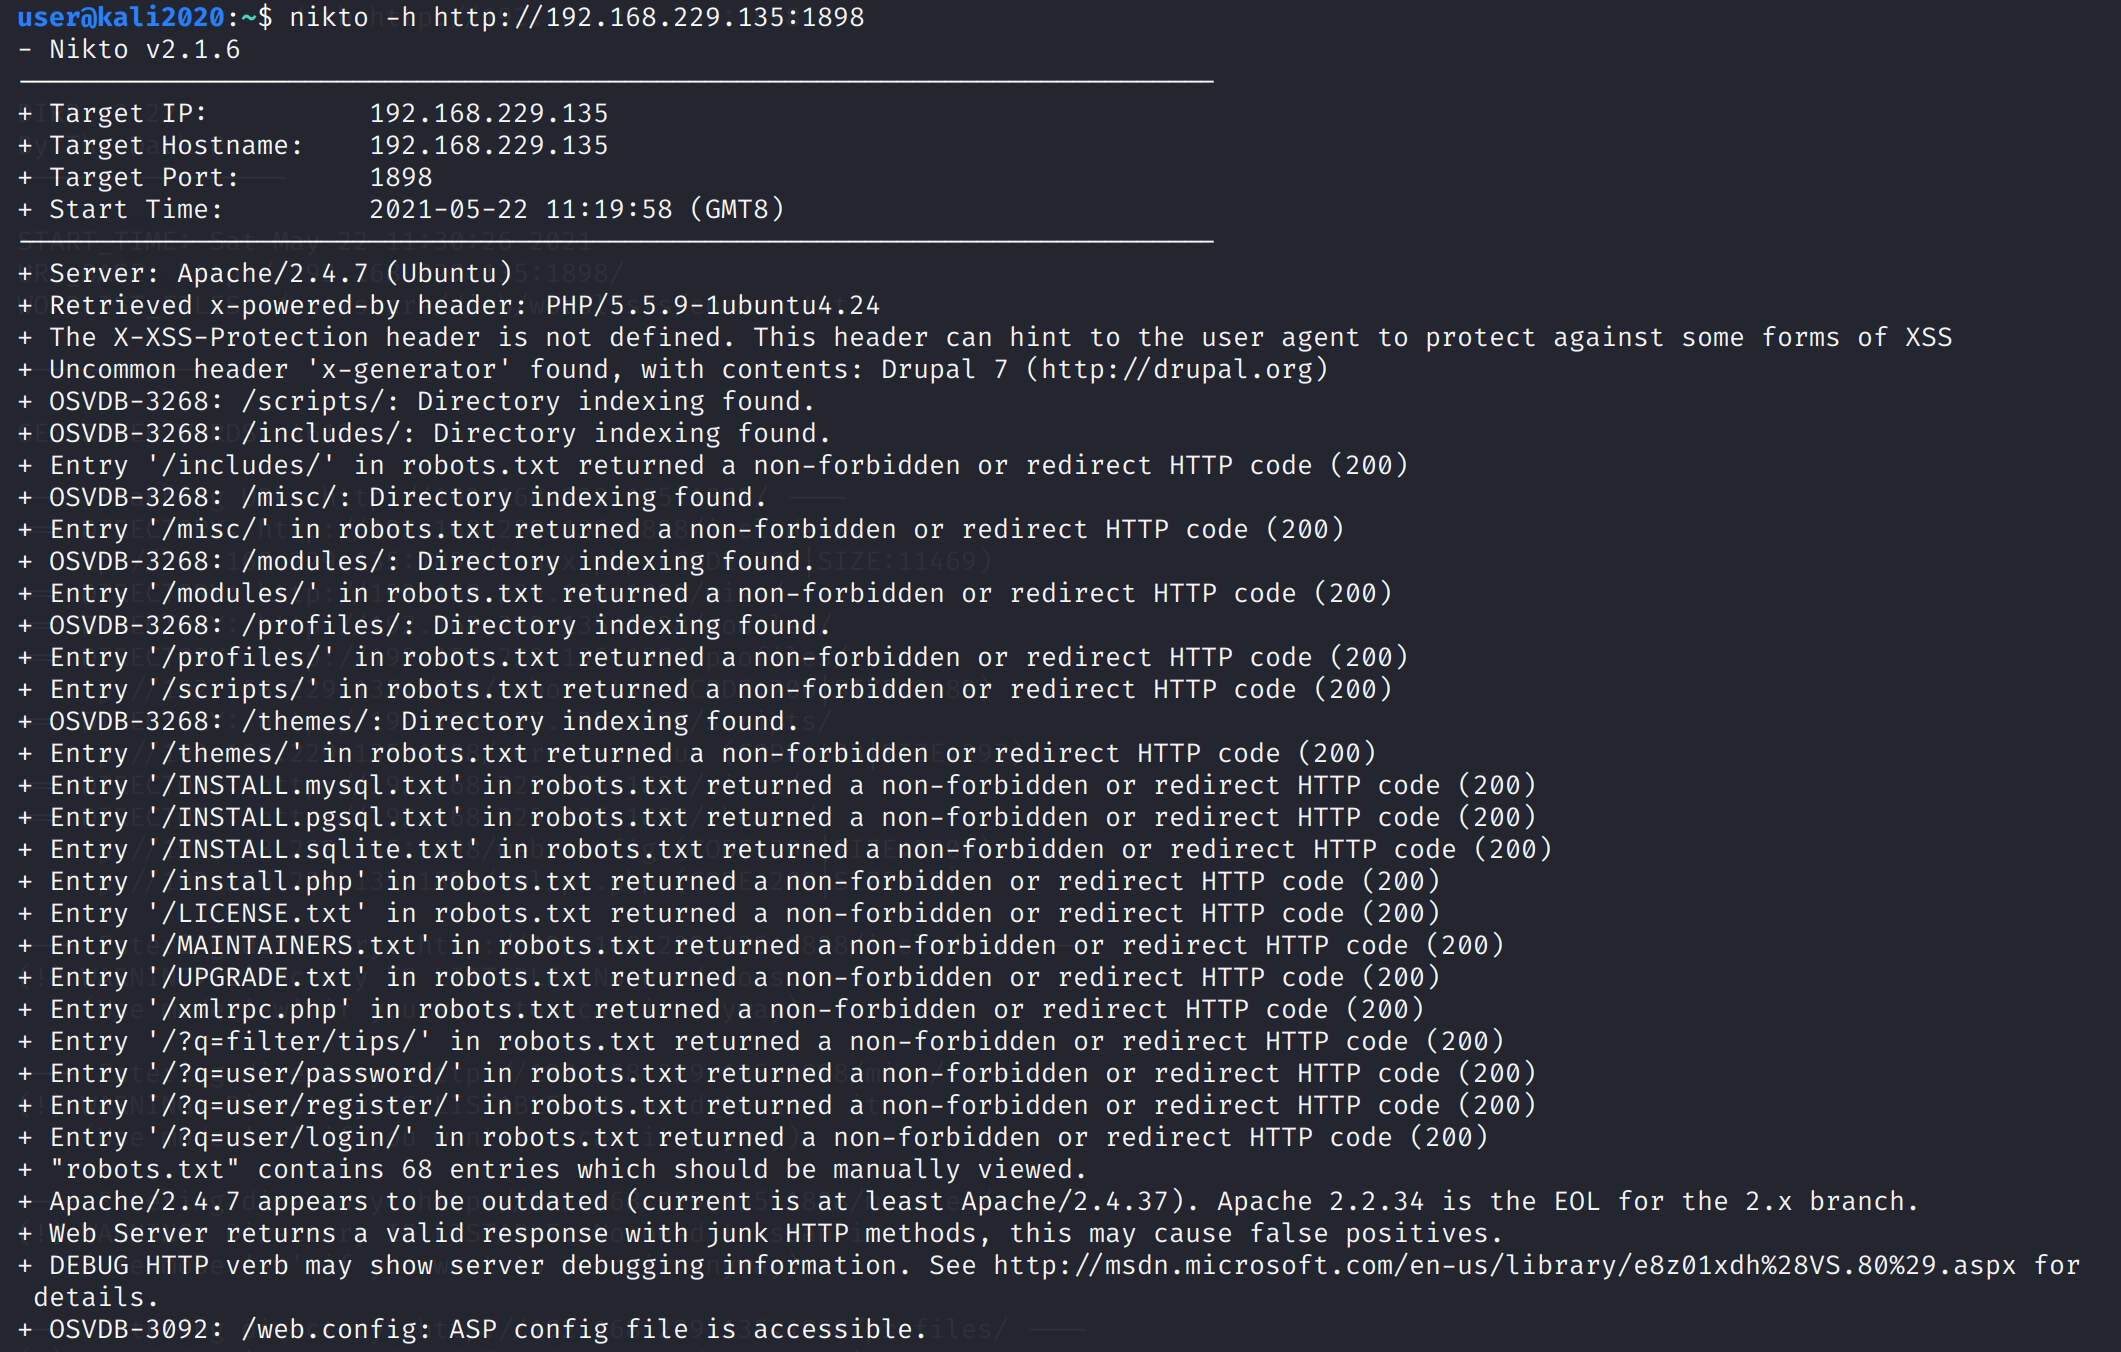 user@kali2020:~$ nikto -h http://192.168.229.135:1898
- Nikto v2.1.6
+ Target IP:          192.168.229.135
+ Target Hostname:    192.168.229.135
+ Target Port:        1898
+ Start Time:         2021-05-22 11:19:58 (GMT8)
+ Server: Apache/2.4.7 (Ubuntu)
+ Retrieved x-powered-by header: PHP/5.5.9-1ubuntu4.24
+ The X-XSS-Protection header is not defined. This header can hint to the user agent to protect against some forms of XSS
+ Uncommon header 'x-generator' found, with contents: Drupal 7 (http://drupal.org)
+ OSVDB-3268: /scripts/: Directory indexing found.
+ OSVDB-3268: /includes/: Directory indexing found.
+ Entry '/includes/' in robots.txt returned a non-forbidden or redirect HTTP code (200)
+ OSVDB-3268: /misc/: Directory indexing found.
+ Entry '/misc/' in robots.txt returned a non-forbidden or redirect HTTP code (200)
+ OSVDB-3268: /modules/: Directory indexing found.
+ Entry '/modules/' in robots.txt returned a non-forbidden or redirect HTTP code (200)
+ OSVDB-3268: /profiles/: Directory indexing found.
+ Entry '/profiles/' in robots.txt returned a non-forbidden or redirect HTTP code (200)
+ Entry '/scripts/' in robots.txt returned a non-forbidden or redirect HTTP code (200)
+ OSVDB-3268: /themes/: Directory indexing found.
+ Entry '/themes/' in robots.txt returned a non-forbidden or redirect HTTP code (200)
+ Entry '/INSTALL.mysql.txt' in robots.txt returned a non-forbidden or redirect HTTP code (200)
+ Entry '/INSTALL.pgsql.txt' in robots.txt returned a non-forbidden or redirect HTTP code (200)
+ Entry '/INSTALL.sqlite.txt' in robots.txt returned a non-forbidden or redirect HTTP code (200)
+ Entry '/install.php' in robots.txt returned a non-forbidden or redirect HTTP code (200)
+ Entry '/LICENSE.txt' in robots.txt returned a non-forbidden or redirect HTTP code (200)
+ Entry '/MAINTAINERS.txt' in robots.txt returned a non-forbidden or redirect HTTP code (200)
+ Entry '/UPGRADE.txt' in robots.txt returned a non-forbidden or redirect HTTP code (200)
+ Entry '/xmlrpc.php' in robots.txt returned a non-forbidden or redirect HTTP code (200)
+ Entry '/?q=filter/tips/' in robots.txt returned a non-forbidden or redirect HTTP code (200)
+ Entry '/?q=user/password/' in robots.txt returned a non-forbidden or redirect HTTP code (200)
+ Entry '/?q=user/register/' in robots.txt returned a non-forbidden or redirect HTTP code (200)
+ Entry '/?q=user/login/' in robots.txt returned a non-forbidden or redirect HTTP code (200)
+ "robots.txt" contains 68 entries which should be manually viewed.
+ Apache/2.4.7 appears to be outdated (current is at least Apache/2.4.37). Apache 2.2.34 is the EOL for the 2.x branch.
+ Web Server returns a valid response with junk HTTP methods, this may cause false positives.
+ DEBUG HTTP verb may show server debugging information. See http://msdn.microsoft.com/en-us/library/e8z01xdh%28VS.80%29.aspx for
details.
+ OSVDB-3092: /web.config: ASP config file is accessible.